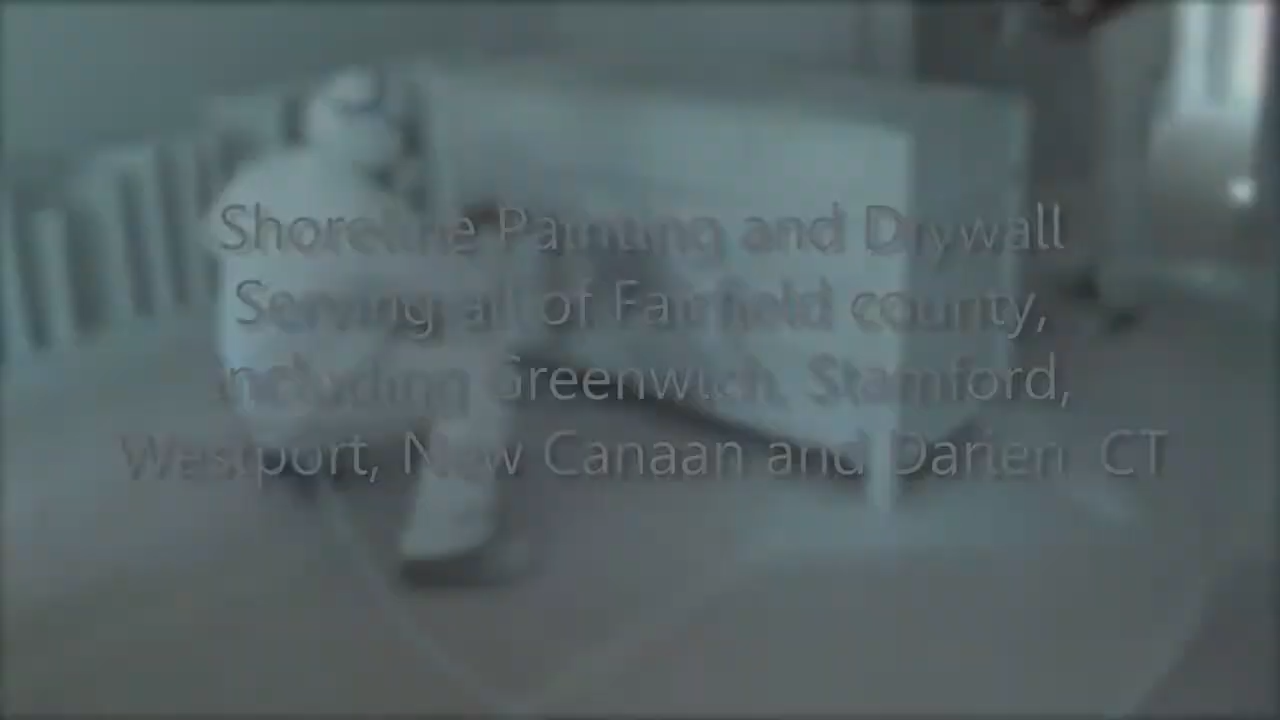 Shoreline Painting and Drywall
Serving all of Fairfield county,
including Greenwich, Stamford,
Westport, New Canaan and Darien, CT